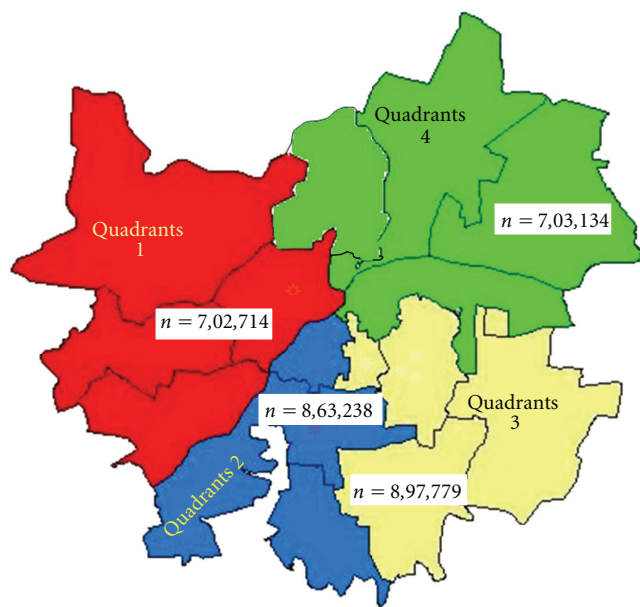 Quadrants
4
n = 7,03,134
Quadrants
1
n = 7,02,714
n = 8,63,238
Quadrants
3
Quadrants 2
n = 8,97,779